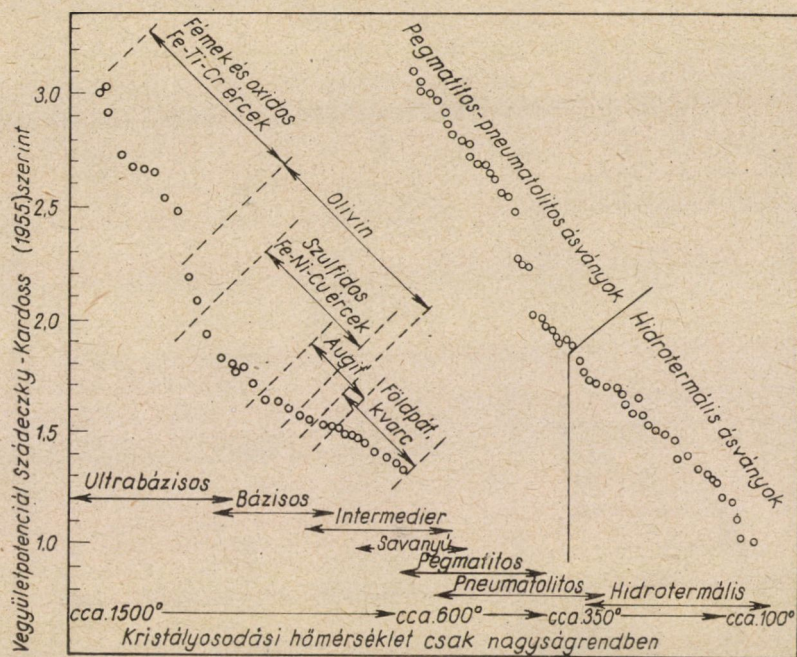 Vegyületpotenciál Szádeczky-Kardoss (1955) szerint
3,0
2,5
2,0
1,5
1,0
Fémek és oxidos
Fe-Ti-Cr ércek
Olivin
Szulfidos
Fe-Ni-Cu ércek
Augit
Földpát,
kvarc
Pegmatitos-pneumatolitos ásványok
Hidrotermális ásványok
Ultrabázisos
Bázisos
Intermedier
Savanyú
Pegmatitos
Pneumatolitos
Hidrotermális
cca.1500° cca.600° cca.350° cca.100°
Kristályosodási hőmérséklet csak nagyságrendben